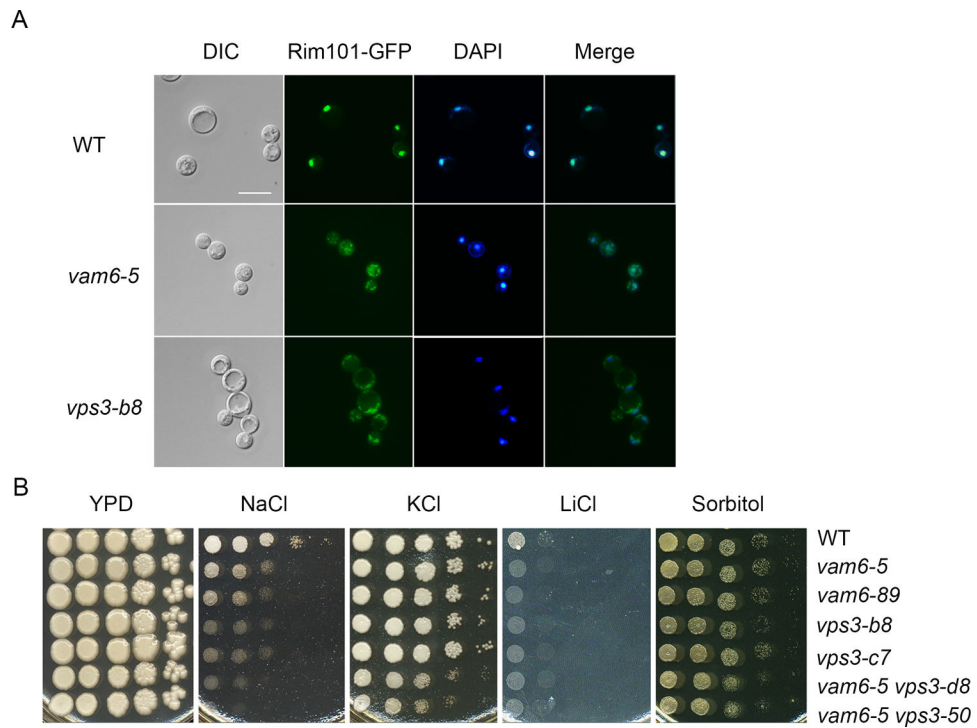 A
DIC Rim101-GFP DAPI Merge
WT
vam6-5
vps3-b8
B
YPD NaCl KCl LiCl Sorbitol
WT
vam6-5
vam6-89
vps3-b8
vps3-c7
vam6-5 vps3-d8
vam6-5 vps3-50